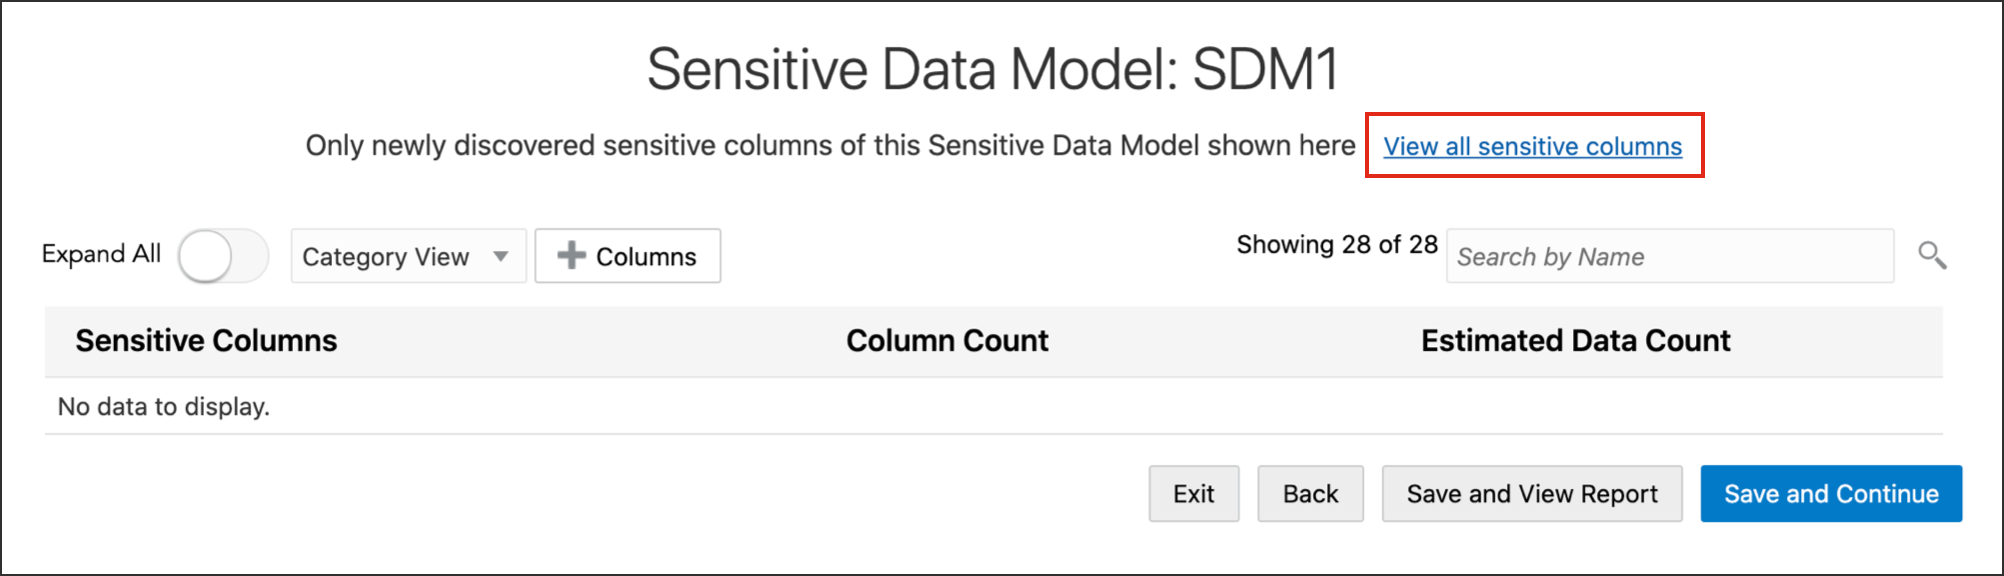 Sensitive Data Model: SDM1
Only newly discovered sensitive columns of this Sensitive Data Model shown here View all sensitive columns
Expand All Category View Columns Showing 28 of 28 Search by Name
Sensitive Columns Column Count Estimated Data Count
No data to display.
Exit Back Save and View Report Save and Continue